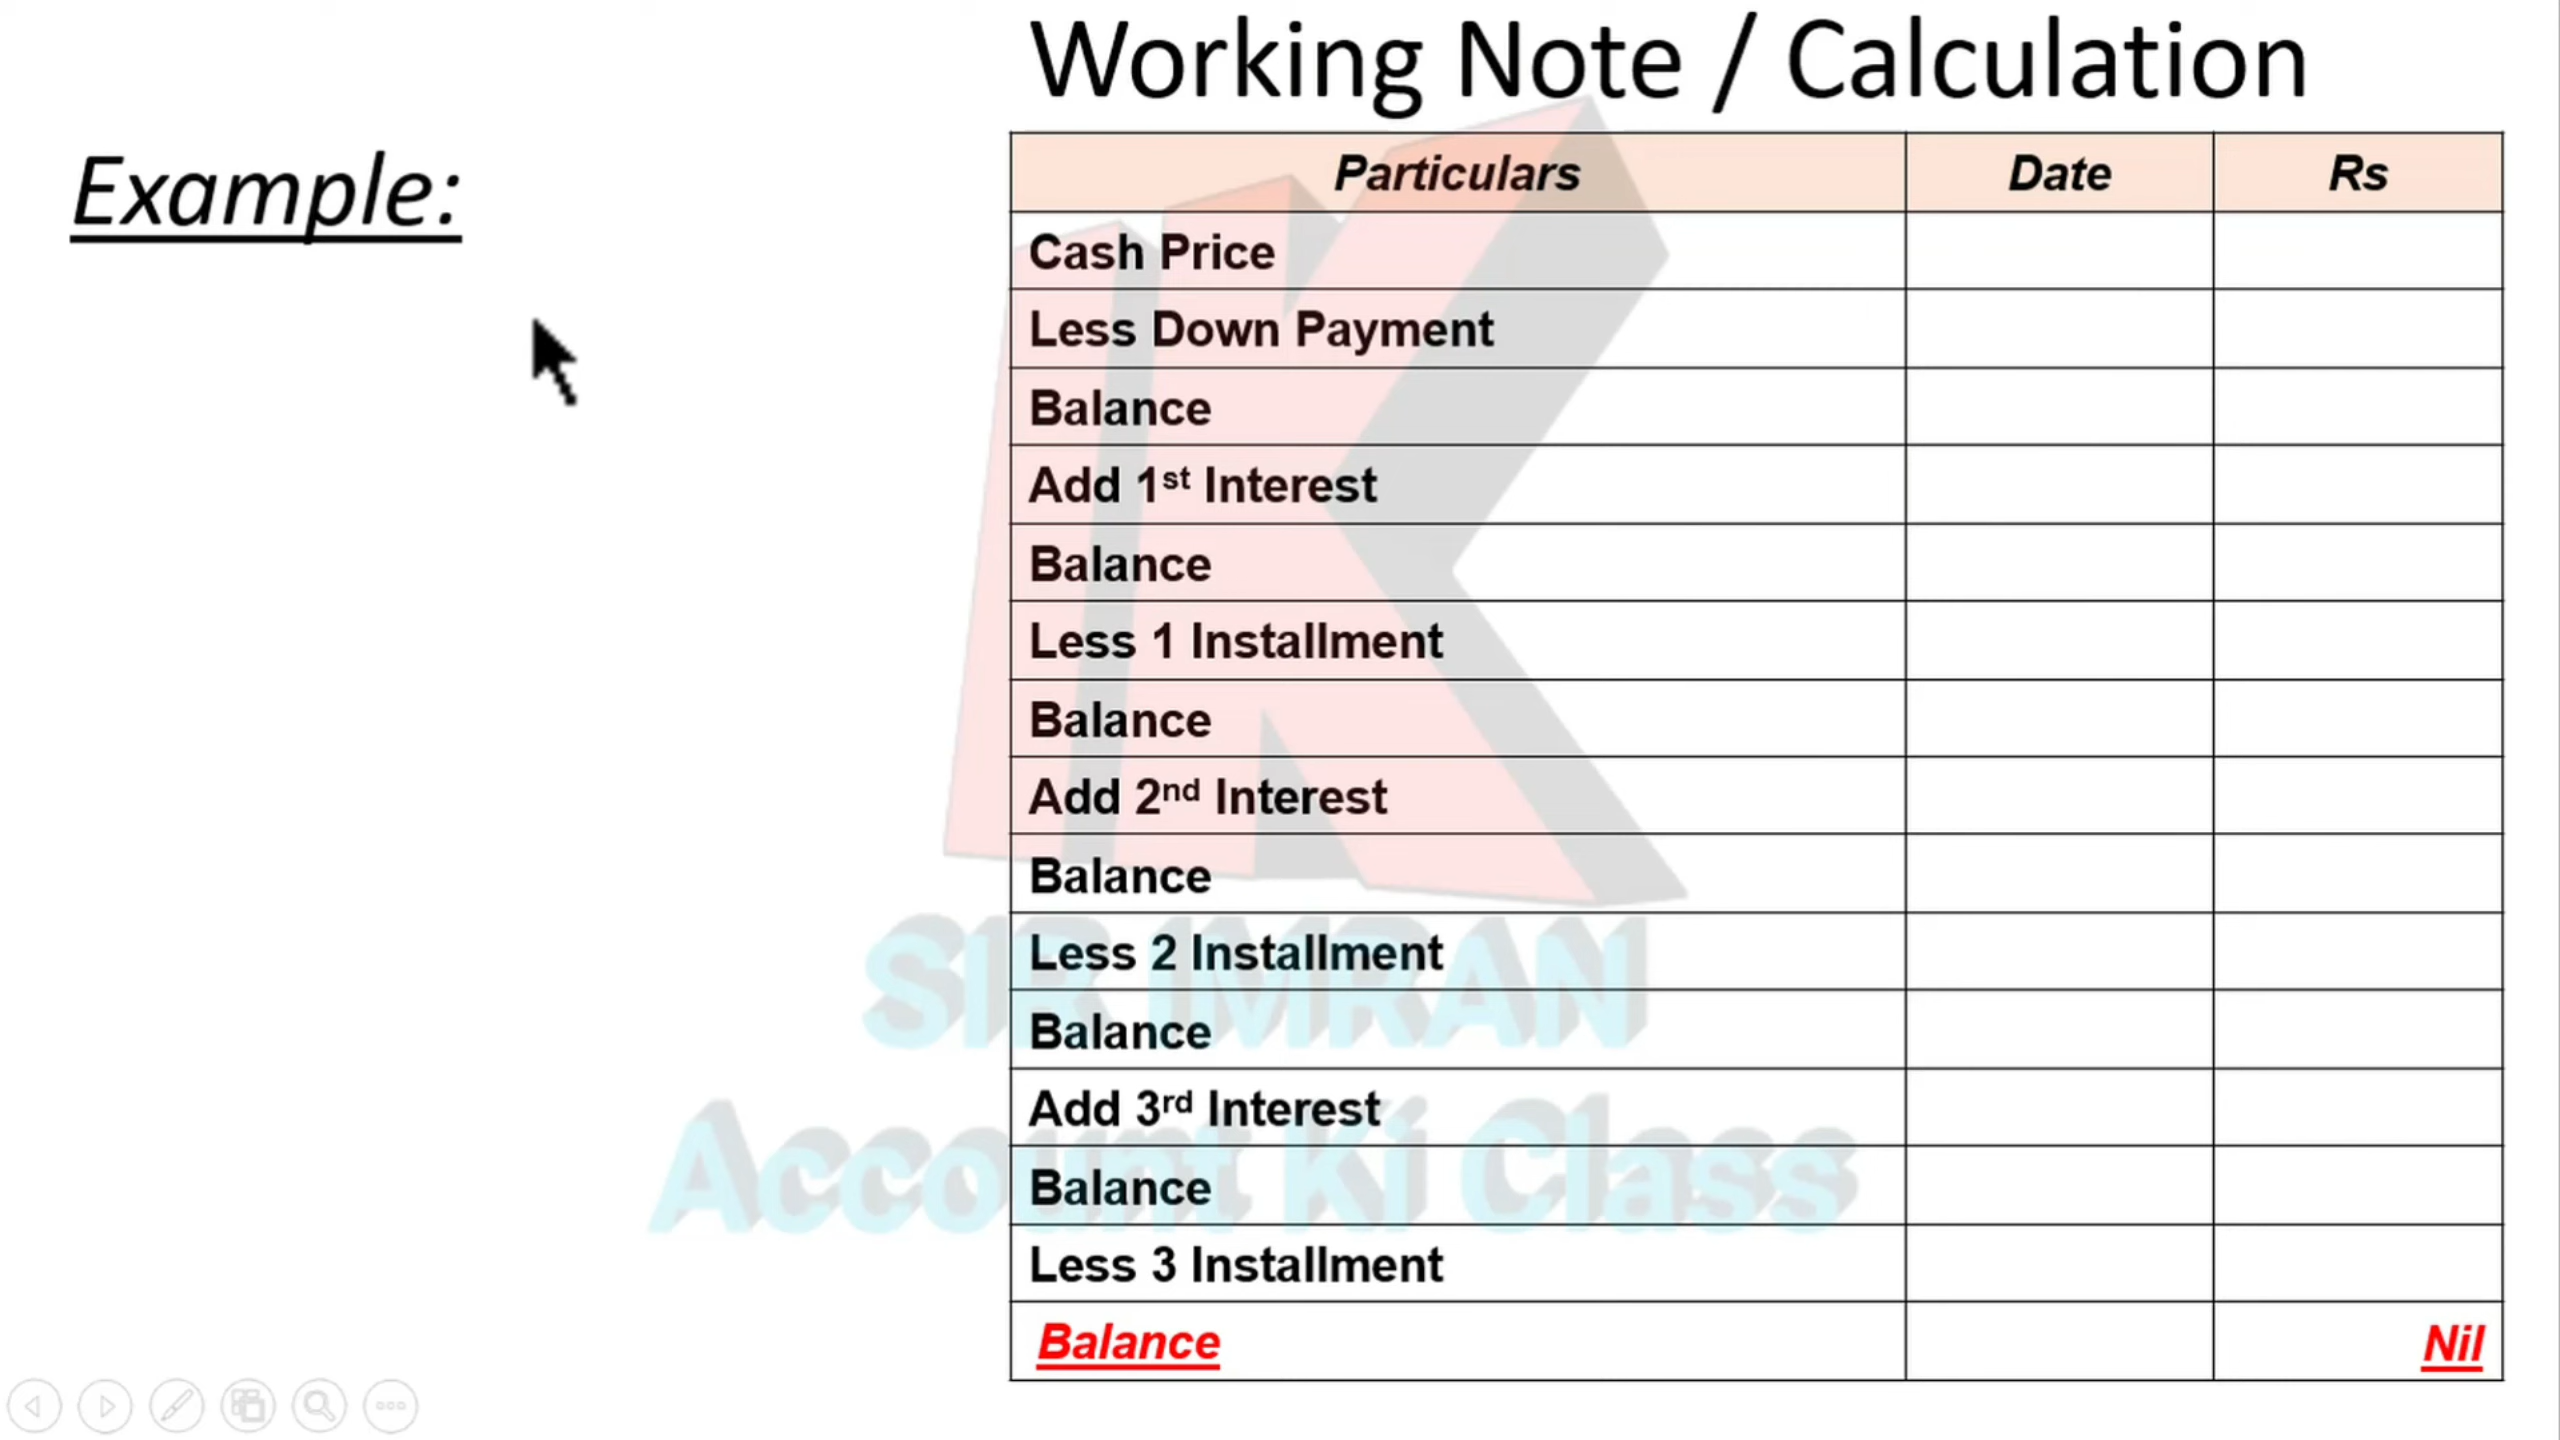 Working Note / Calculation
Example:
Particulars Date Rs
Cash Price
Less Down Payment
Balance
Add 1st Interest
Balance
Less 1 Installment
Balance
Add 2nd Interest
Balance
Less 2 Installment
Balance
Add 3rd Interest
Balance
Less 3 Installment
Balance Nil
SIR IMRAN
Account Ki Class